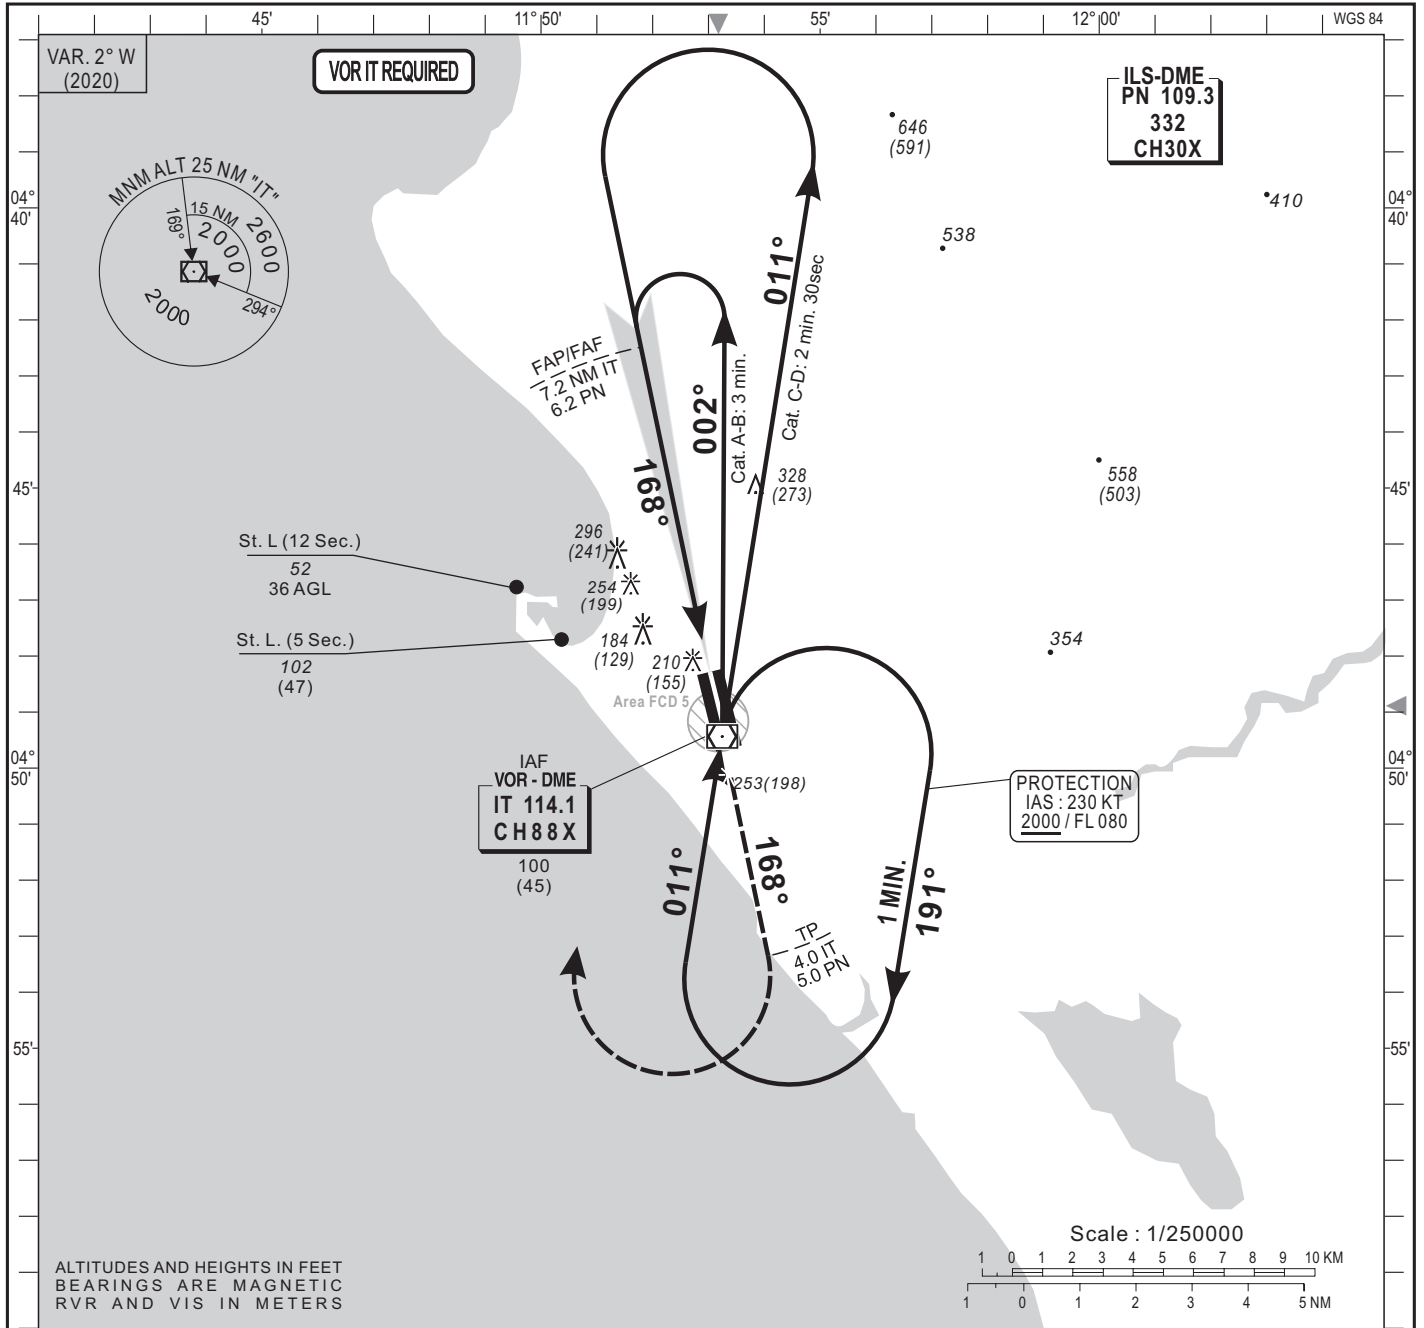 45'
11° 50'
55'
12° 00'
WGS 84
VAR. 2° W
(2020)
VOR IT REQUIRED
ILS-DME
PN 109.3
332
CH30X
646
(591)
MNM ALT 25 NM "IT"
15 NM
2000
2600
169°
294°
2000
04°
40'
04°
40'
410
538
011°
Cat. C-D: 2 min. 30sec
FAP/FAF
7.2 NM IT
6.2 PN
002°
Cat. A-B: 3 min.
168°
328
(273)
558
(503)
45'
45'
St. L (12 Sec.)
52
36 AGL
296
(241)
254
(199)
St. L. (5 Sec.)
102
(47)
184
(129)
210
(155)
354
Area FCD 5
04°
50'
04°
50'
IAF
VOR - DME
IT 114.1
CH88X
100
(45)
253(198)
PROTECTION
IAS : 230 KT
2000 / FL 080
011°
168°
1 MIN.
191°
TP
4.0 IT
5.0 PN
55'
55'
Scale : 1/250000
1 0 1 2 3 4 5 6 7 8 9 10 KM
1 0 1 2 3 4 5 NM
ALTITUDES AND HEIGHTS IN FEET
BEARINGS ARE MAGNETIC
RVR AND VIS IN METERS